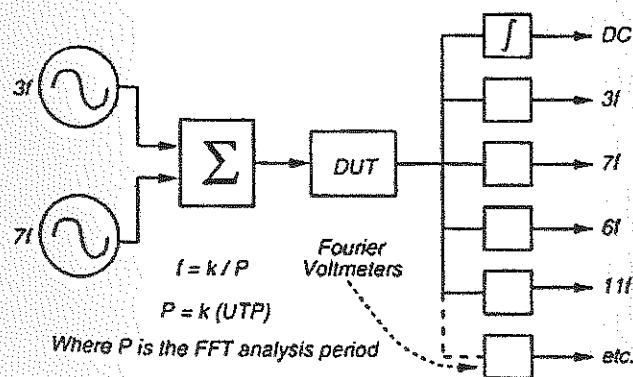 DC
3f
3f
Σ
DUT
7f
7f
6f
Fourier
Voltmeters
f = k / P
P = k (UTP)
Where P is the FFT analysis period
11f
etc.
∫